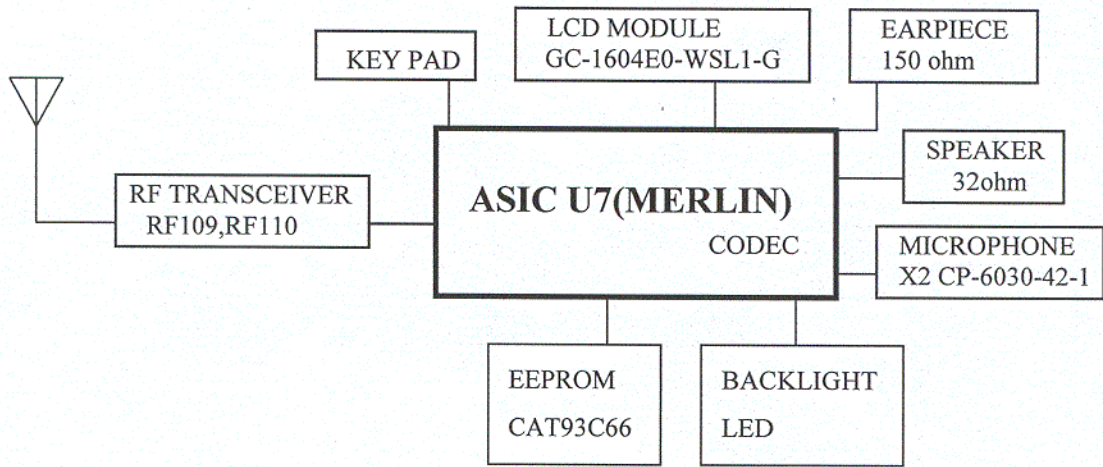 KEY PAD
LCD MODULE
GC-1604E0-WSL1-G
EARPIECE
150 ohm
RF TRANSCEIVER
RF109,RF110
ASIC U7(MERLIN)
CODEC
SPEAKER
32ohm
MICROPHONE
X2 CP-6030-42-1
EEPROM
CAT93C66
BACKLIGHT
LED